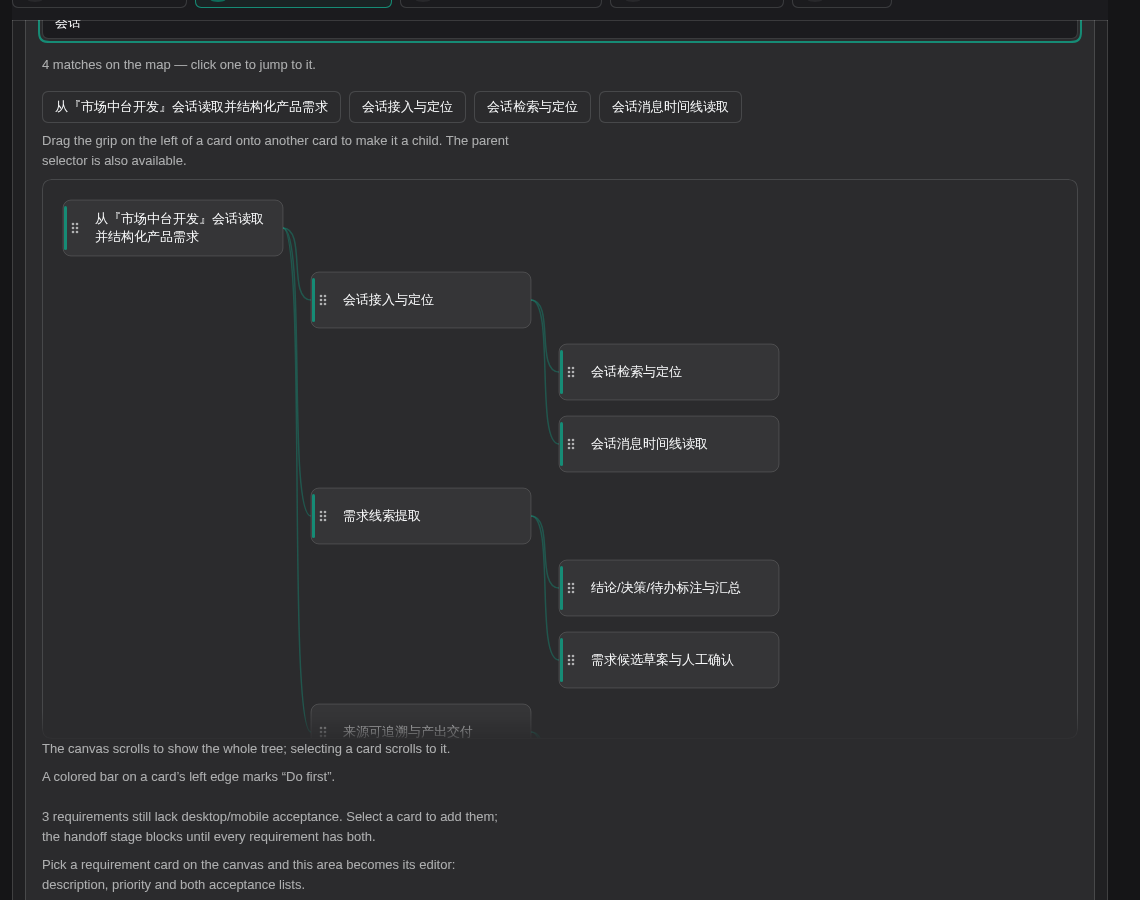 会话
4 matches on the map — click one to jump to it.
从『市场中台开发』会话读取并结构化产品需求
会话接入与定位
会话检索与定位
会话消息时间线读取
Drag the grip on the left of a card onto another card to make it a child. The parent
selector is also available.
从『市场中台开发』会话读取
并结构化产品需求
会话接入与定位
会话检索与定位
会话消息时间线读取
需求线索提取
结论/决策/待办标注与汇总
需求候选草案与人工确认
来源可追溯与产出交付
The canvas scrolls to show the whole tree; selecting a card scrolls to it.
A colored bar on a card’s left edge marks “Do first”.
3 requirements still lack desktop/mobile acceptance. Select a card to add them;
the handoff stage blocks until every requirement has both.
Pick a requirement card on the canvas and this area becomes its editor:
description, priority and both acceptance lists.